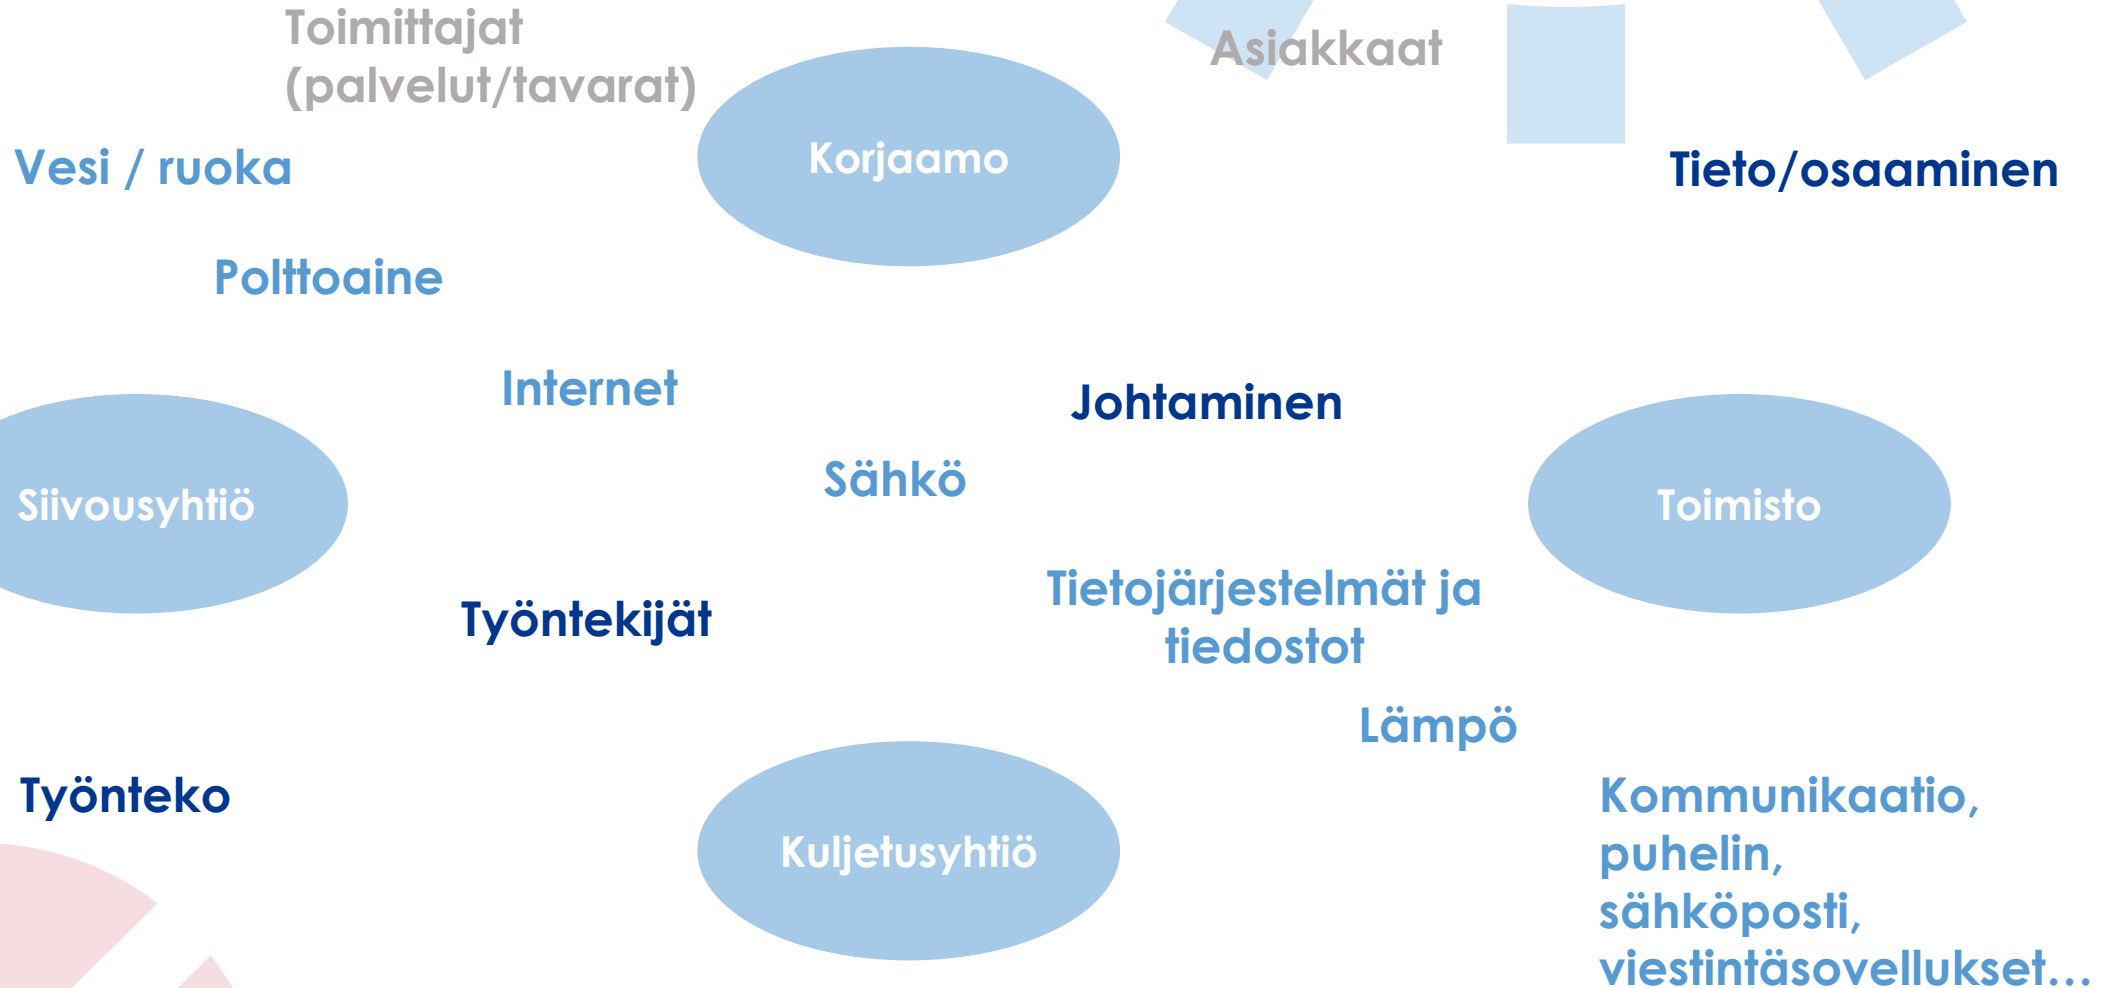 Toimittajat
(palvelut/tavarat)
Asiakkaat
Korjaamo
Vesi / ruoka
Tieto/osaaminen
Polttoaine
Internet
Johtaminen
Sähkö
Siivousyhtiö
Toimisto
Tietojärjestelmät ja
tiedostot
Työntekijät
Lämpö
Työnteko
Kuljetusyhtiö
Kommunikaatio,
puhelin,
sähköposti,
viestintäsovellukset…